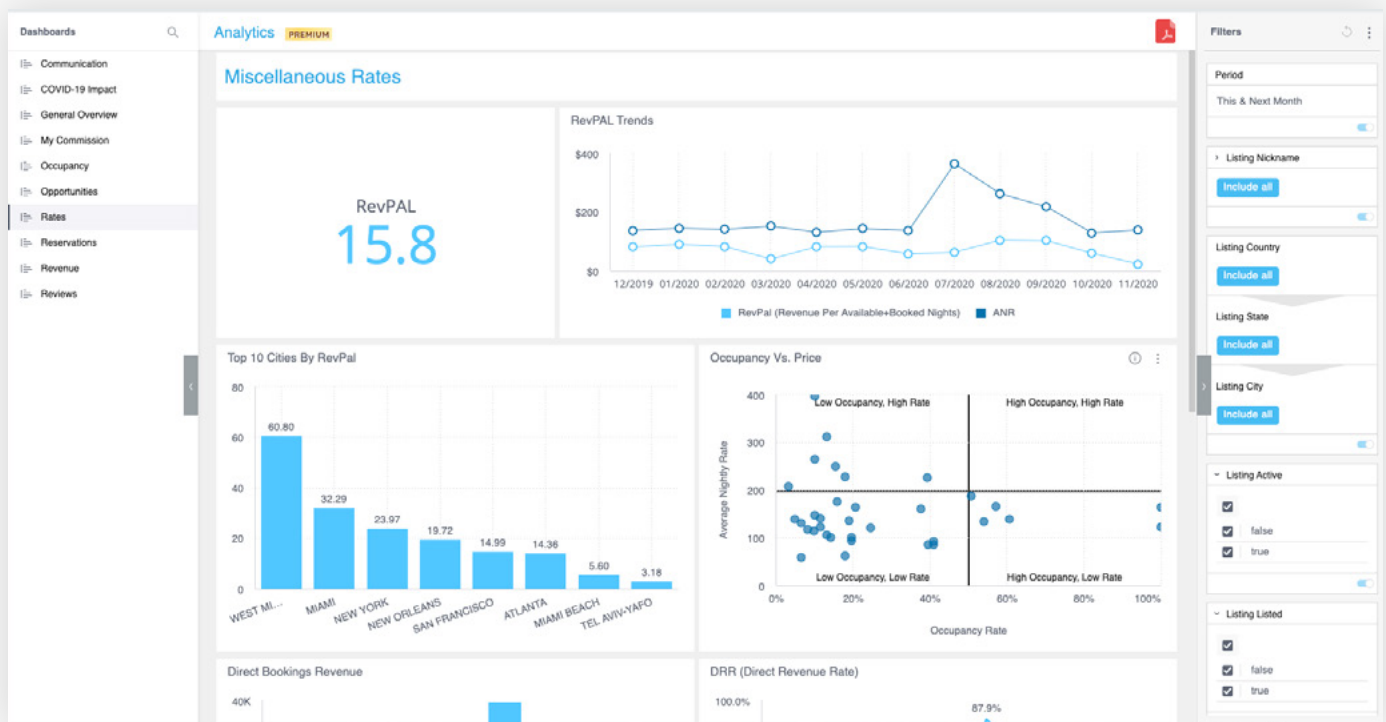 Dashboards
Communication
COVID-19 Impact
General Overview
My Commission
Occupancy
Opportunities
Rates
Reservations
Revenue
Reviews
Analytics PREMIUM
Miscellaneous Rates
RevPAL
15.8
RevPAL Trends
$400
$200
$0
12/2019 01/2020 02/2020 03/2020 04/2020 05/2020 06/2020 07/2020 08/2020 09/2020 10/2020 11/2020
RevPal (Revenue Per Available+Booked Nights) ANR
Top 10 Cities By RevPal
80
60
40
20
0
60.80
32.29
23.97
19.72
14.99
14.36
5.60
3.18
WEST MI...
MIAMI
NEW YORK
NEW ORLEANS
SAN FRANCISCO
ATLANTA
MIAMI BEACH
TEL AVIV-YAFO
Occupancy Vs. Price
Average Nightly Rate
400
300
200
100
0
Low Occupancy, High Rate High Occupancy, High Rate
Low Occupancy, Low Rate High Occupancy, Low Rate
0% 20% 40% 60% 80% 100%
Occupancy Rate
Direct Bookings Revenue
40K
DRR (Direct Revenue Rate)
100.0%
87.9%
Filters
Period
This & Next Month
Listing Nickname
Include all
Listing Country
Include all
Listing State
Include all
Listing City
Include all
Listing Active
false
true
Listing Listed
false
true